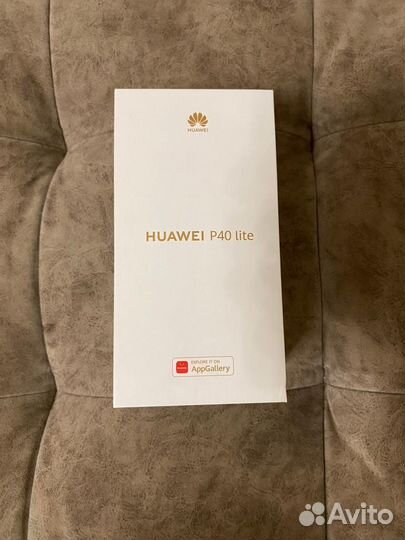 HUAWEI
HUAWEI P40 lite
EXPLORE IT ON
AppGallery
Avito